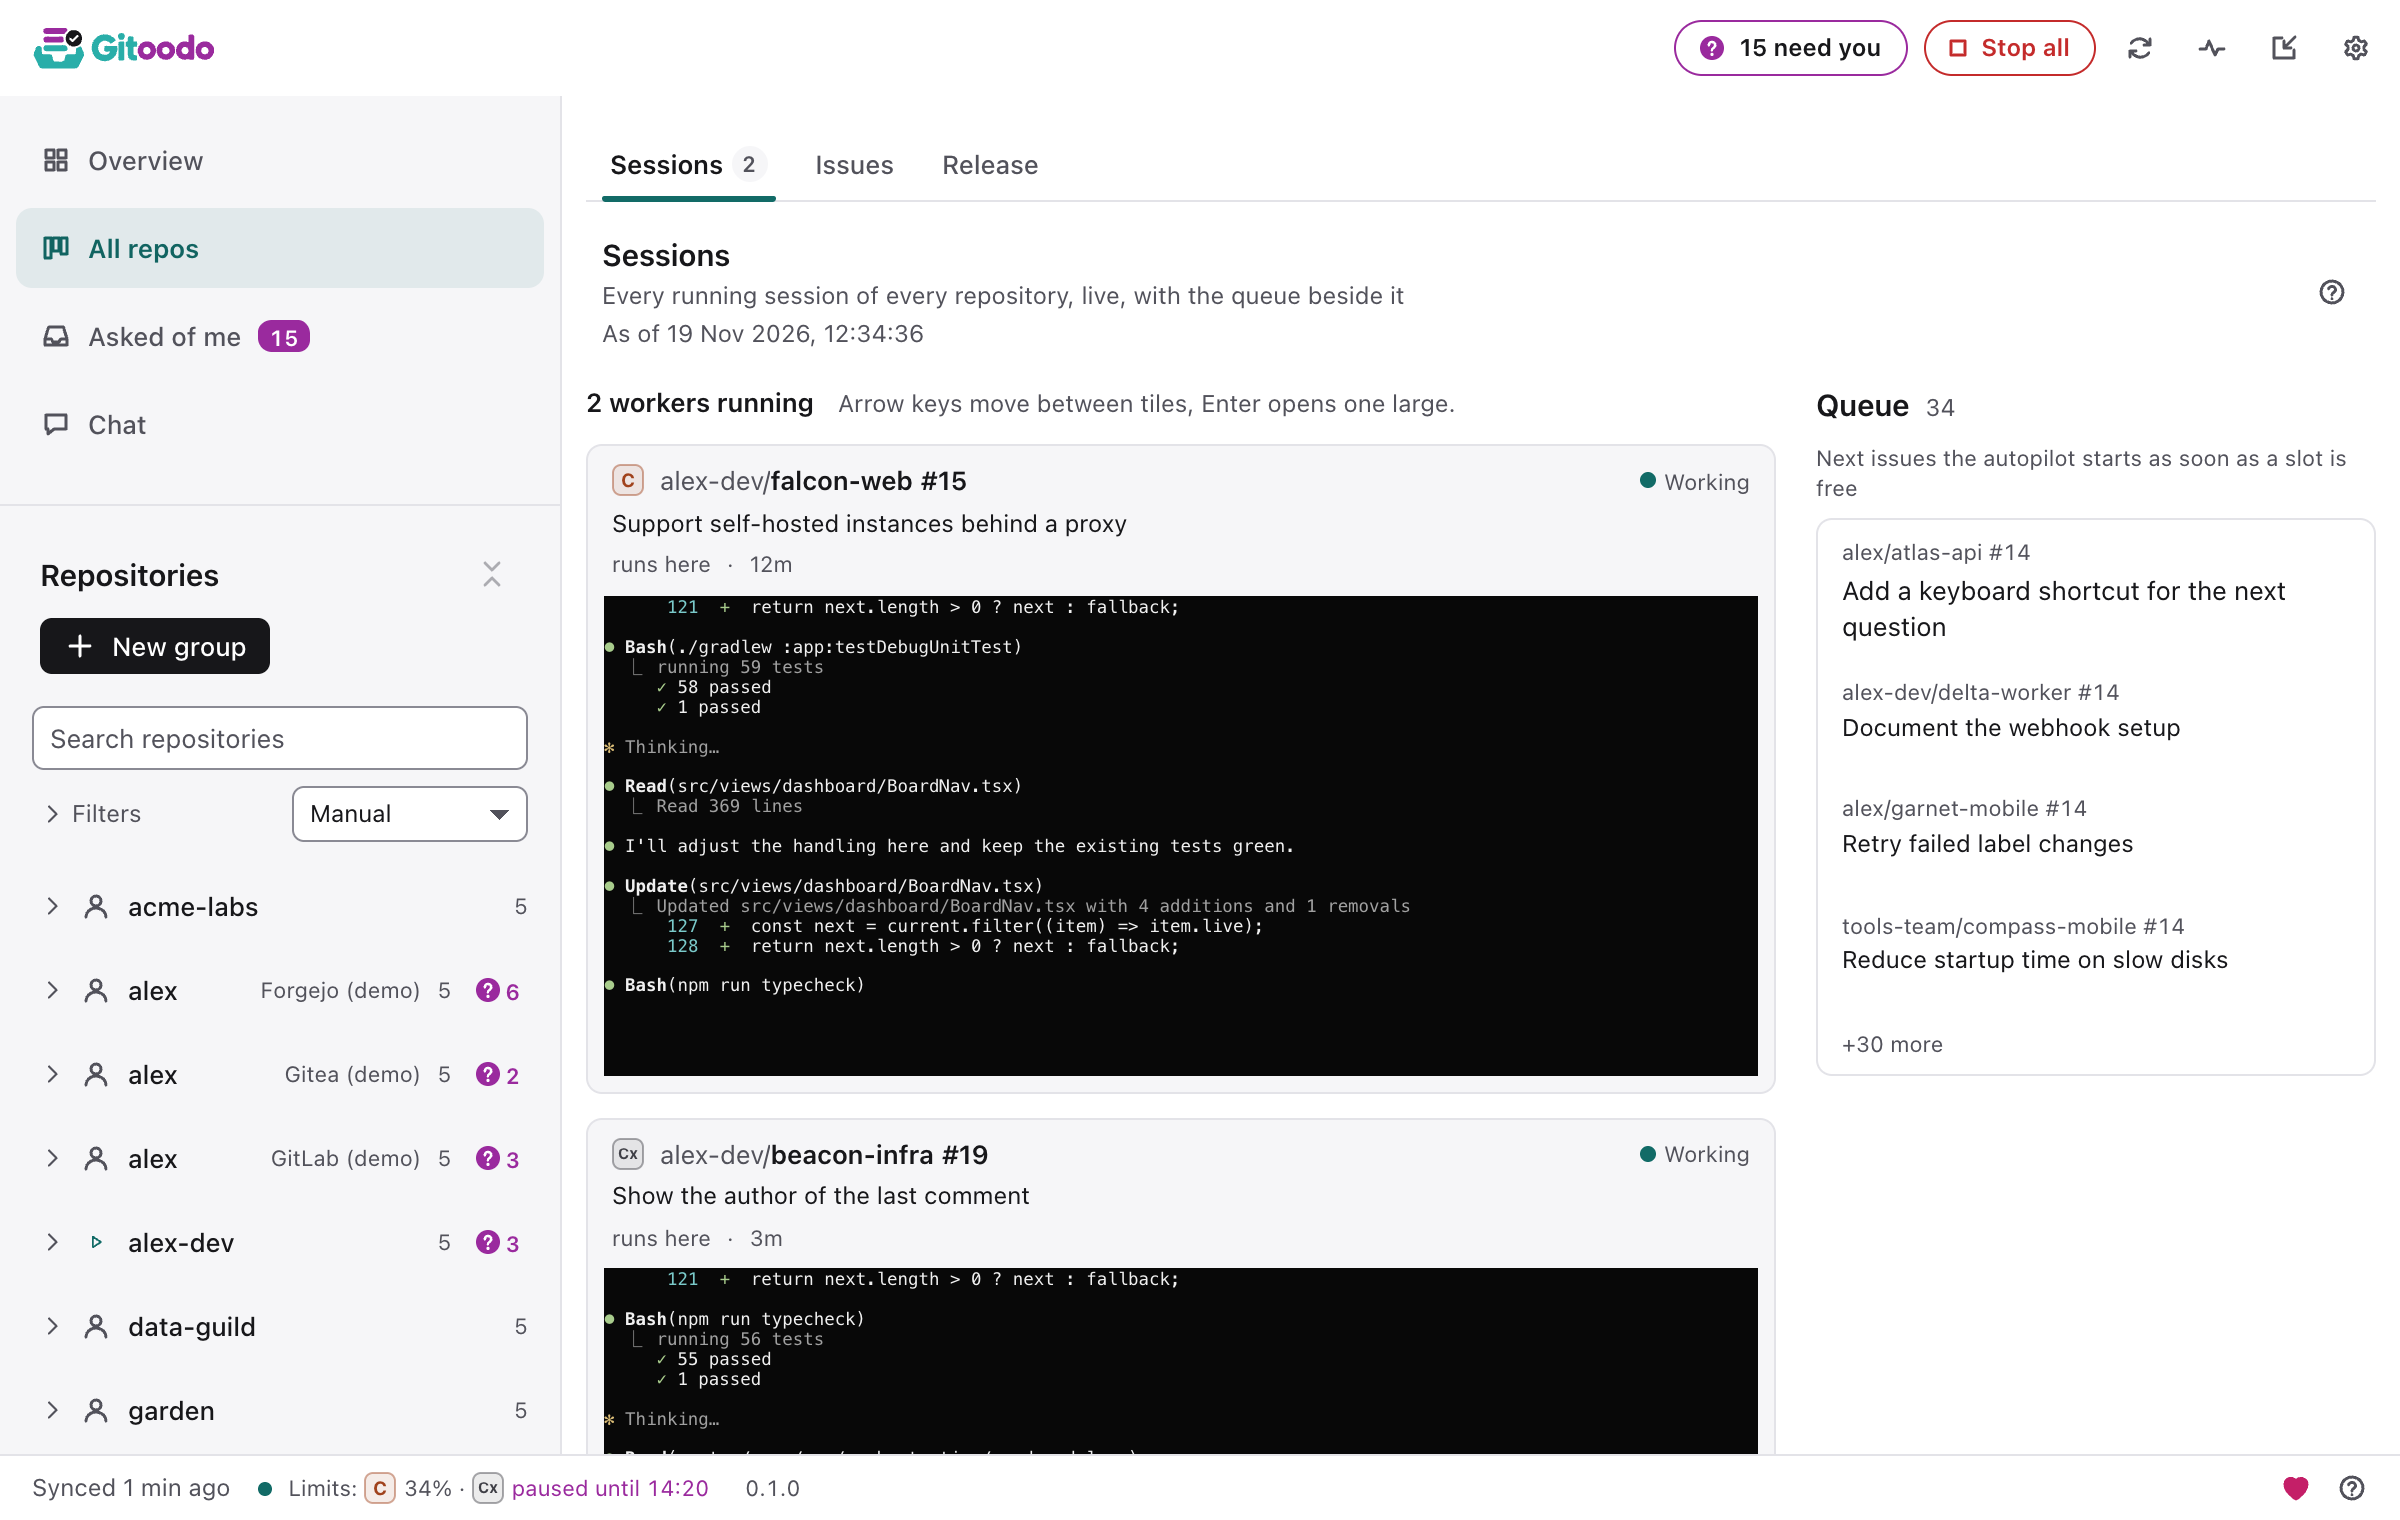 Gitoodo
15 need you
Stop all
Overview
All repos
Asked of me 15
Chat
Repositories
New group
Search repositories
Filters
Manual
acme-labs 5
alex Forgejo (demo) 5 ? 6
alex Gitea (demo) 5 ? 2
alex GitLab (demo) 5 ? 3
alex-dev 5 ? 3
data-guild 5
garden 5
Sessions 2
Issues
Release
Sessions
Every running session of every repository, live, with the queue beside it
As of 19 Nov 2026, 12:34:36
2 workers running Arrow keys move between tiles, Enter opens one large.
C alex-dev/falcon-web #15 Working
Support self-hosted instances behind a proxy
runs here · 12m
121 + return next.length > 0 ? next : fallback;
● Bash(./gradlew :app:testDebugUnitTest)
⎿ running 59 tests
✓ 58 passed
✓ 1 passed
✻ Thinking…
● Read(src/views/dashboard/BoardNav.tsx)
⎿ Read 369 lines
● I'll adjust the handling here and keep the existing tests green.
● Update(src/views/dashboard/BoardNav.tsx)
⎿ Updated src/views/dashboard/BoardNav.tsx with 4 additions and 1 removals
127 + const next = current.filter((item) => item.live);
128 + return next.length > 0 ? next : fallback;
● Bash(npm run typecheck)
Cx alex-dev/beacon-infra #19 Working
Show the author of the last comment
runs here · 3m
121 + return next.length > 0 ? next : fallback;
● Bash(npm run typecheck)
⎿ running 56 tests
✓ 55 passed
✓ 1 passed
✻ Thinking…
Queue 34
Next issues the autopilot starts as soon as a slot is
free
alex/atlas-api #14
Add a keyboard shortcut for the next
question
alex-dev/delta-worker #14
Document the webhook setup
alex/garnet-mobile #14
Retry failed label changes
tools-team/compass-mobile #14
Reduce startup time on slow disks
+30 more
Synced 1 min ago ● Limits: C 34% · Cx paused until 14:20 0.1.0